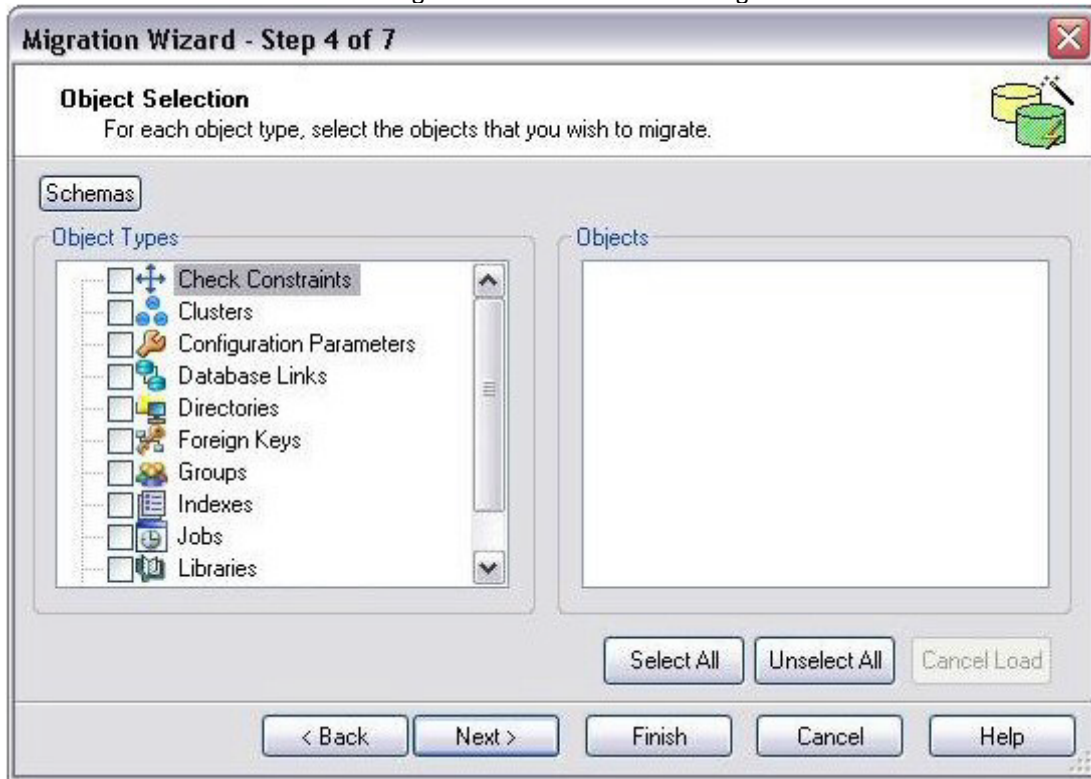 Migration Wizard - Step 4 of 7
Object Selection
For each object type, select the objects that you wish to migrate.
Schemas
Object Types
Objects
Check Constraints
Clusters
Configuration Parameters
Database Links
Directories
Foreign Keys
Groups
Indexes
Jobs
Libraries
Select All
Unselect All
Cancel Load
< Back
Next >
Finish
Cancel
Help